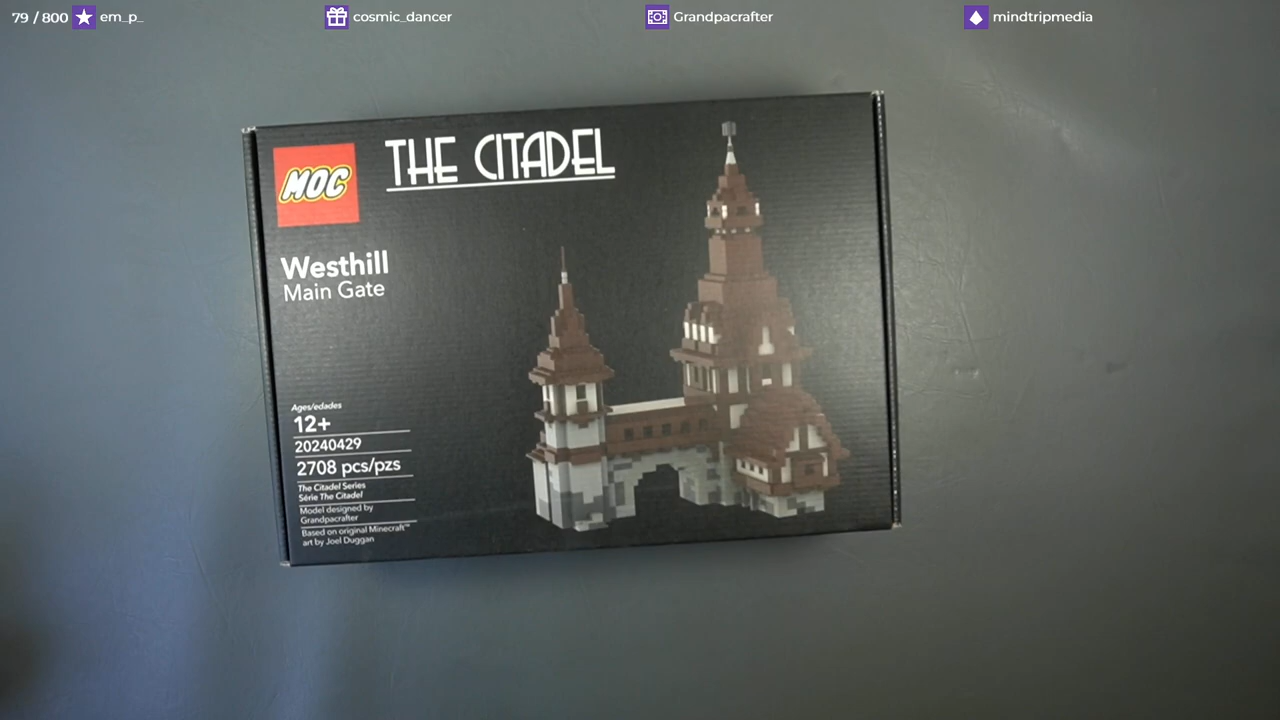 79 / 800 em_p_ cosmic_dancer Grandpacrafter mindtripmedia
MOC
THE CITADEL
Westhill
Main Gate
Ages/edades
12+
20240429
2708 pcs/pzs
The Citadel Series
Série The Citadel
Model designed by
Grandpacrafter
Based on original Minecraft™
art by Joel Duggan